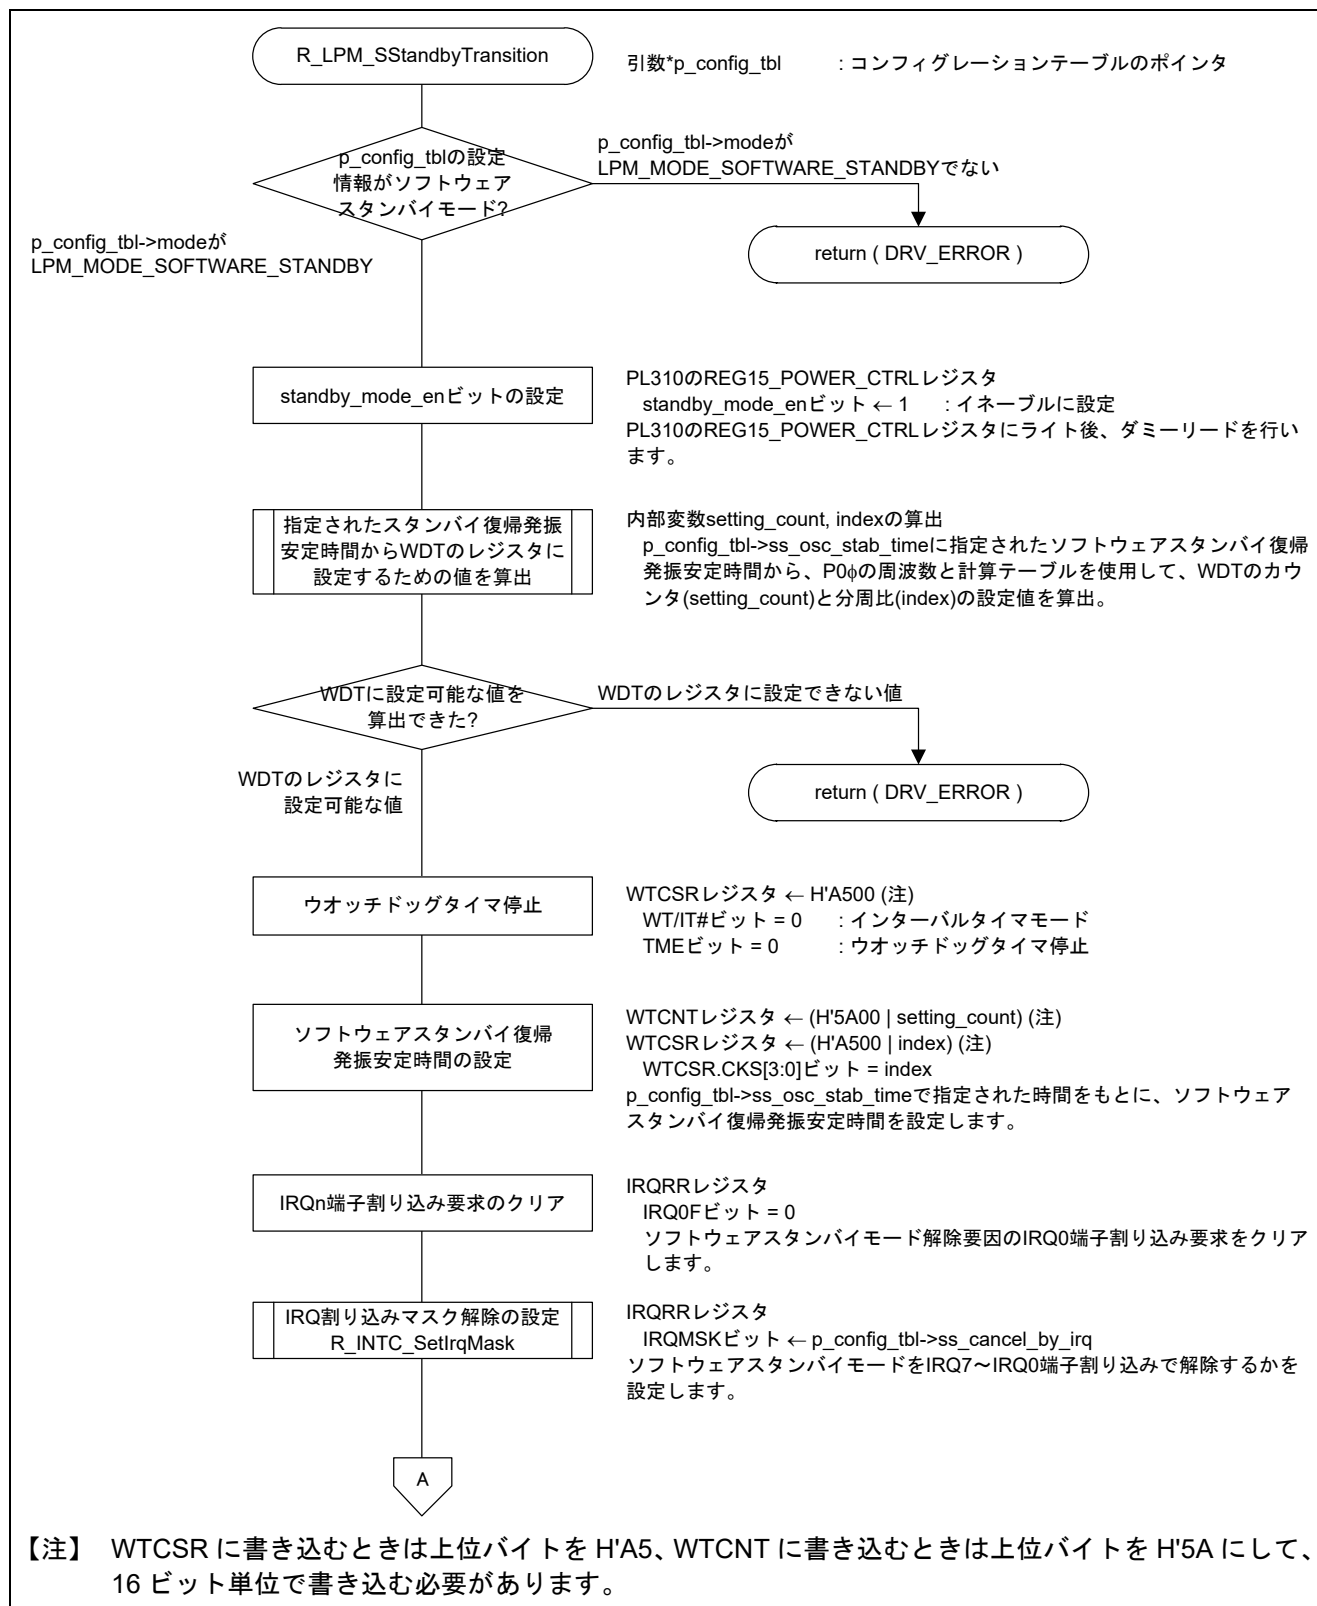 R_LPM_SStandbyTransition
引数*p_config_tbl : コンフィグレーションテーブルのポインタ
p_config_tblの設定
情報がソフトウェア
スタンバイモード?
p_config_tbl->modeが
LPM_MODE_SOFTWARE_STANDBYでない
return ( DRV_ERROR )
p_config_tbl->modeが
LPM_MODE_SOFTWARE_STANDBY
standby_mode_enビットの設定
PL310のREG15_POWER_CTRLレジスタ
standby_mode_enビット ← 1 : イネーブルに設定
PL310のREG15_POWER_CTRLレジスタにライト後、ダミーリードを行い
ます。
指定されたスタンバイ復帰発振
安定時間からWDTのレジスタに
設定するための値を算出
内部変数setting_count, indexの算出
p_config_tbl->ss_osc_stab_timeに指定されたソフトウェアスタンバイ復帰
発振安定時間から、P0φの周波数と計算テーブルを使用して、WDTのカウ
ンタ(setting_count)と分周比(index)の設定値を算出。
WDTに設定可能な値を
算出できた?
WDTのレジスタに設定できない値
return ( DRV_ERROR )
WDTのレジスタに
設定可能な値
ウオッチドッグタイマ停止
WTCSRレジスタ ← H'A500 (注)
WT/IT#ビット = 0 : インターバルタイマモード
TMEビット = 0 : ウオッチドッグタイマ停止
ソフトウェアスタンバイ復帰
発振安定時間の設定
WTCNTレジスタ ← (H'5A00 | setting_count) (注)
WTCSRレジスタ ← (H'A500 | index) (注)
WTCSR.CKS[3:0]ビット = index
p_config_tbl->ss_osc_stab_timeで指定された時間をもとに、ソフトウェア
スタンバイ復帰発振安定時間を設定します。
IRQn端子割り込み要求のクリア
IRQRRレジスタ
IRQ0Fビット = 0
ソフトウェアスタンバイモード解除要因のIRQ0端子割り込み要求をクリア
します。
IRQ割り込みマスク解除の設定
R_INTC_SetIrqMask
IRQRRレジスタ
IRQMSKビット ← p_config_tbl->ss_cancel_by_irq
ソフトウェアスタンバイモードをIRQ7～IRQ0端子割り込みで解除するかを
設定します。
A
【注】 WTCSR に書き込むときは上位バイトを H'A5、WTCNT に書き込むときは上位バイトを H'5A にして、
16 ビット単位で書き込む必要があります。